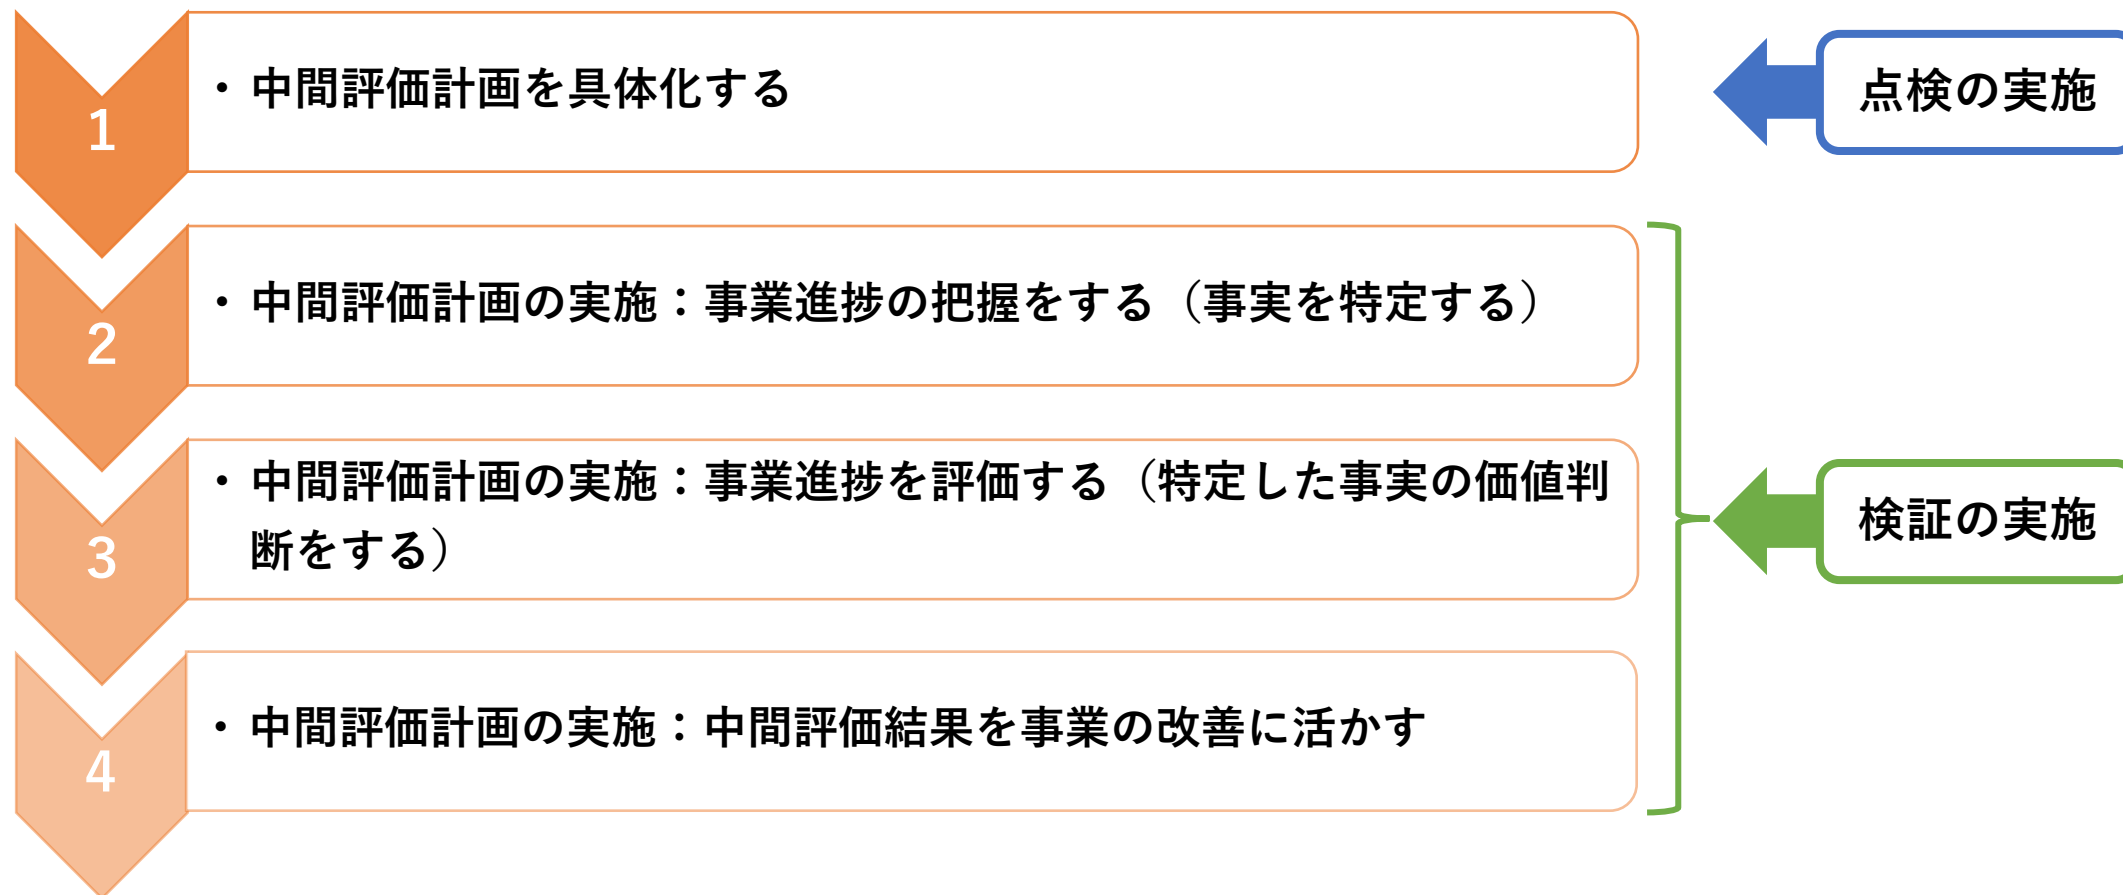 1
・中間評価計画を具体化する
点検の実施
2
・中間評価計画の実施：事業進捗の把握をする（事実を特定する）
3
・中間評価計画の実施：事業進捗を評価する（特定した事実の価値判
断をする）
検証の実施
4
・中間評価計画の実施：中間評価結果を事業の改善に活かす